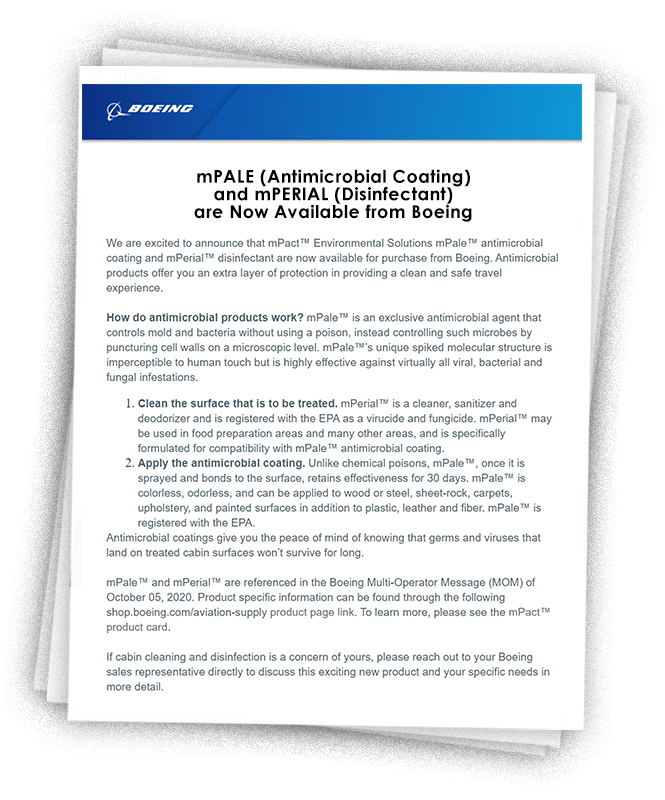 BOEING
mPALE (Antimicrobial Coating)
and mPERIAL (Disinfectant)
are Now Available from Boeing
We are excited to announce that mPact™ Environmental Solutions mPale™ antimicrobial
coating and mPerial™ disinfectant are now available for purchase from Boeing. Antimicrobial
products offer you an extra layer of protection in providing a clean and safe travel
experience.
How do antimicrobial products work? mPale™ is an exclusive antimicrobial agent that
controls mold and bacteria without using a poison, instead controlling such microbes by
puncturing cell walls on a microscopic level. mPale™'s unique spiked molecular structure is
imperceptible to human touch but is highly effective against virtually all viral, bacterial and
fungal infestations.
1. Clean the surface that is to be treated. mPerial™ is a cleaner, sanitizer and
deodorizer and is registered with the EPA as a virucide and fungicide. mPerial™ may
be used in food preparation areas and many other areas, and is specifically
formulated for compatibility with mPale™ antimicrobial coating.
2. Apply the antimicrobial coating. Unlike chemical poisons, mPale™, once it is
sprayed and bonds to the surface, retains effectiveness for 30 days. mPale™ is
colorless, odorless, and can be applied to wood or steel, sheet-rock, carpets,
upholstery, and painted surfaces in addition to plastic, leather and fiber. mPale™ is
registered with the EPA.
Antimicrobial coatings give you the peace of mind of knowing that germs and viruses that
land on treated cabin surfaces won't survive for long.
mPale™ and mPerial™ are referenced in the Boeing Multi-Operator Message (MOM) of
October 05, 2020. Product specific information can be found through the following
shop.boeing.com/aviation-supply product page link. To learn more, please see the mPact™
product card.
If cabin cleaning and disinfection is a concern of yours, please reach out to your Boeing
sales representative directly to discuss this exciting new product and your specific needs in
more detail.